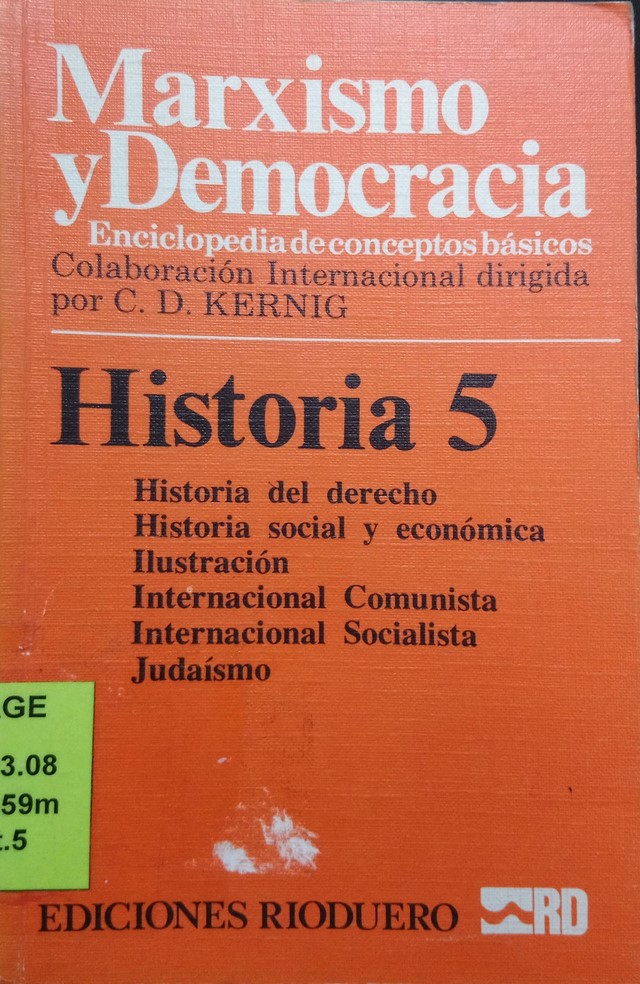 Marxismo
y Democracia
Enciclopedia de conceptos básicos
Colaboración Internacional dirigida
por C. D. KERNIG
Historia 5
Historia del derecho
Historia social y económica
Ilustración
Internacional Comunista
Internacional Socialista
Judaísmo
AGE
3.08
59m
t.5
EDICIONES RIODUERO
RD